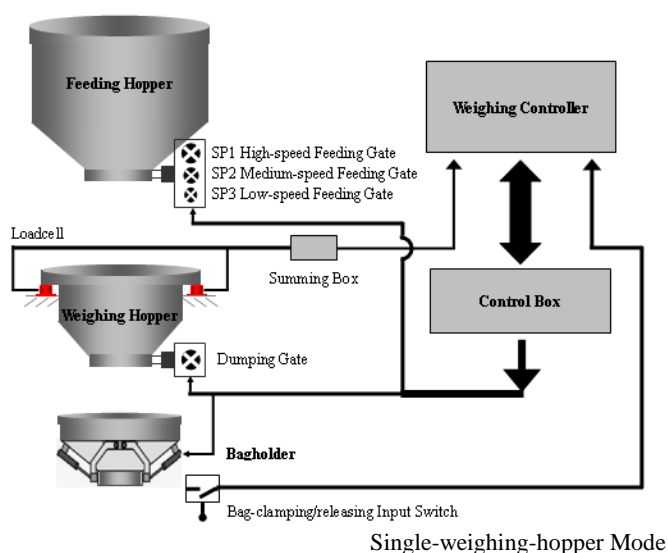 Feeding Hopper
Weighing Controller
SP1 High-speed Feeding Gate
SP2 Medium-speed Feeding Gate
SP3 Low-speed Feeding Gate
Loadcell
Summing Box
Control Box
Weighing Hopper
Dumping Gate
Bagholder
Bag-clamping/releasing Input Switch
Single-weighing-hopper Mode